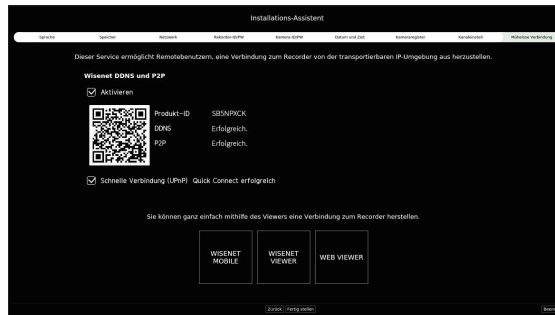 Installations-Assistent
Sprache Speicher Netzwerk Rekorder-ID/PW Kamera-ID/PW Datum und Zeit Kameraregister Kanaleinstell. Mühelose Verbindung
Dieser Service ermöglicht Remotebenutzern, eine Verbindung zum Recorder von der transportierbaren IP-Umgebung aus herzustellen.
Wisenet DDNS und P2P
Aktivieren
Produkt-ID SB5NPXCK
DDNS Erfolgreich.
P2P Erfolgreich.
Schnelle Verbindung (UPnP) Quick Connect erfolgreich
Sie können ganz einfach mithilfe des Viewers eine Verbindung zum Recorder herstellen.
WISENET MOBILE
WISENET VIEWER
WEB VIEWER
Zurück Fertig stellen